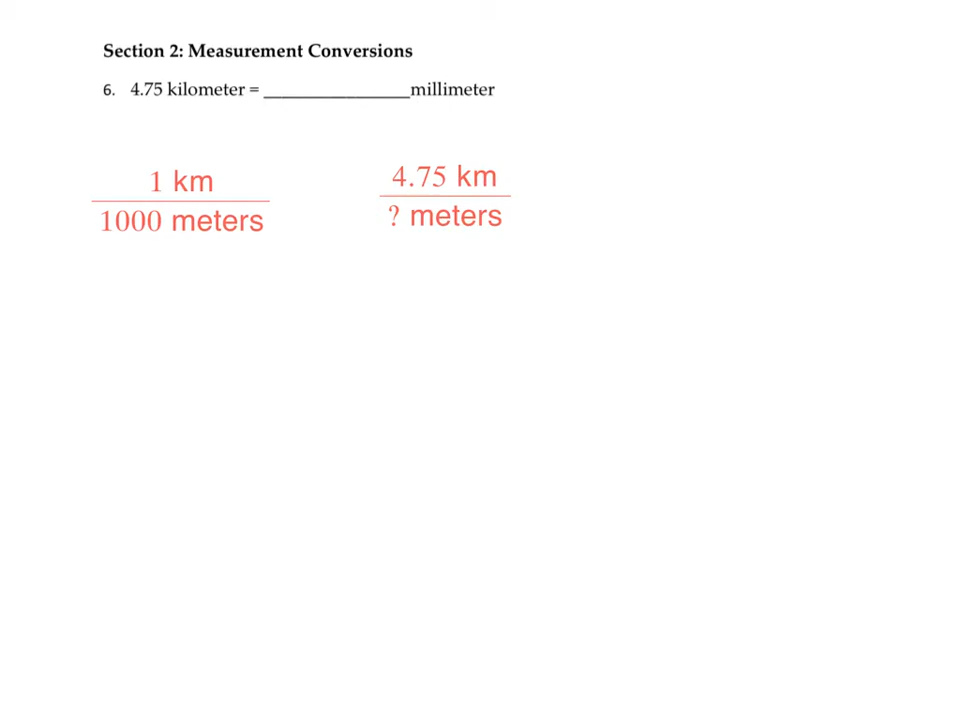 Section 2: Measurement Conversions
6. 4.75 kilometer = ________________millimeter
1 km
1000 meters
4.75 km
? meters